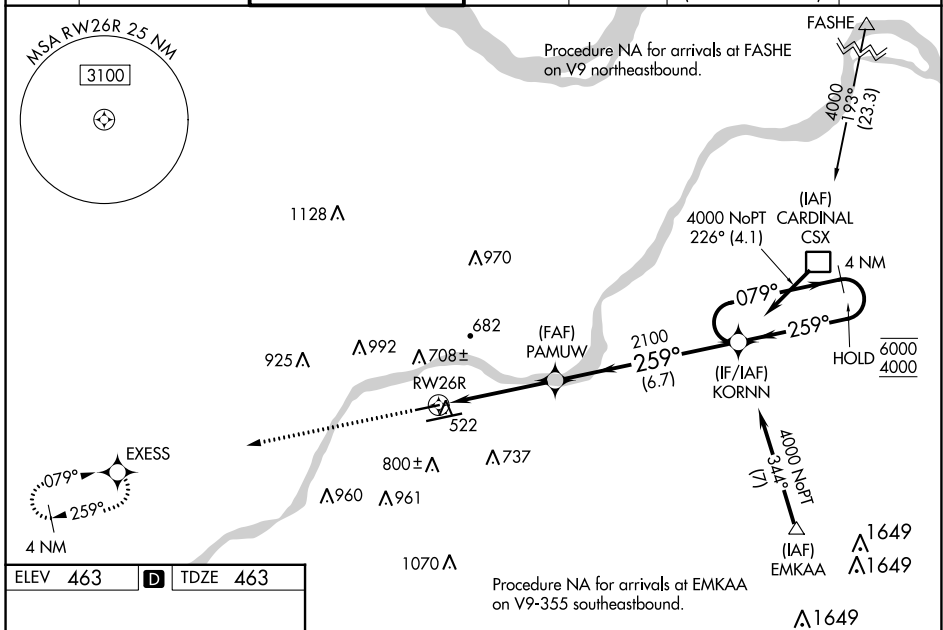 MSA RW26R 25 NM
3100
Procedure NA for arrivals at FASHE
on V9 northeastbound.
FASHE
4000
193°
(23.3)
1128
970
4000 NoPT
226° (4.1)
(IAF)
CARDINAL
CSX
4 NM
079°
259°
HOLD
6000
4000
682
(FAF)
PAMUW
2100
259°
(6.7)
(IF/IAF)
KORNN
925
992
708±
RW26R
522
4000 NoPT
344°
(7)
EXESS
079°
259°
4 NM
800±
737
960
961
(IAF)
EMKAA
1649
1649
1070
ELEV 463
D
TDZE 463
Procedure NA for arrivals at EMKAA
on V9-355 southeastbound.
1649